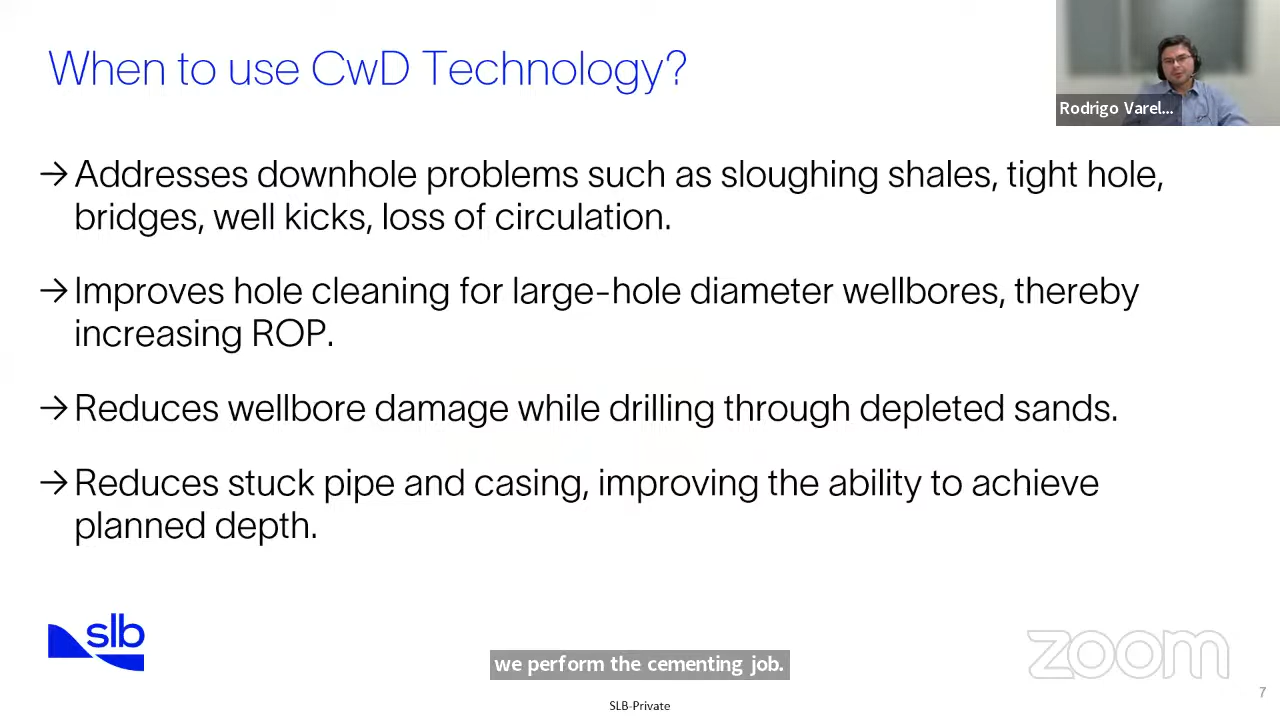 When to use CwD Technology?
Rodrigo Varel...
→ Addresses downhole problems such as sloughing shales, tight hole,
bridges, well kicks, loss of circulation.
→ Improves hole cleaning for large-hole diameter wellbores, thereby
increasing ROP.
→ Reduces wellbore damage while drilling through depleted sands.
→ Reduces stuck pipe and casing, improving the ability to achieve
planned depth.
slb
we perform the cementing job.
zoom
7
SLB-Private